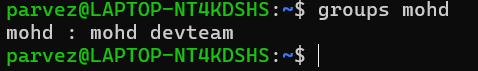 parvez@LAPTOP-NT4KDSHS:~$ groups mohd
mohd : mohd devteam
parvez@LAPTOP-NT4KDSHS:~$